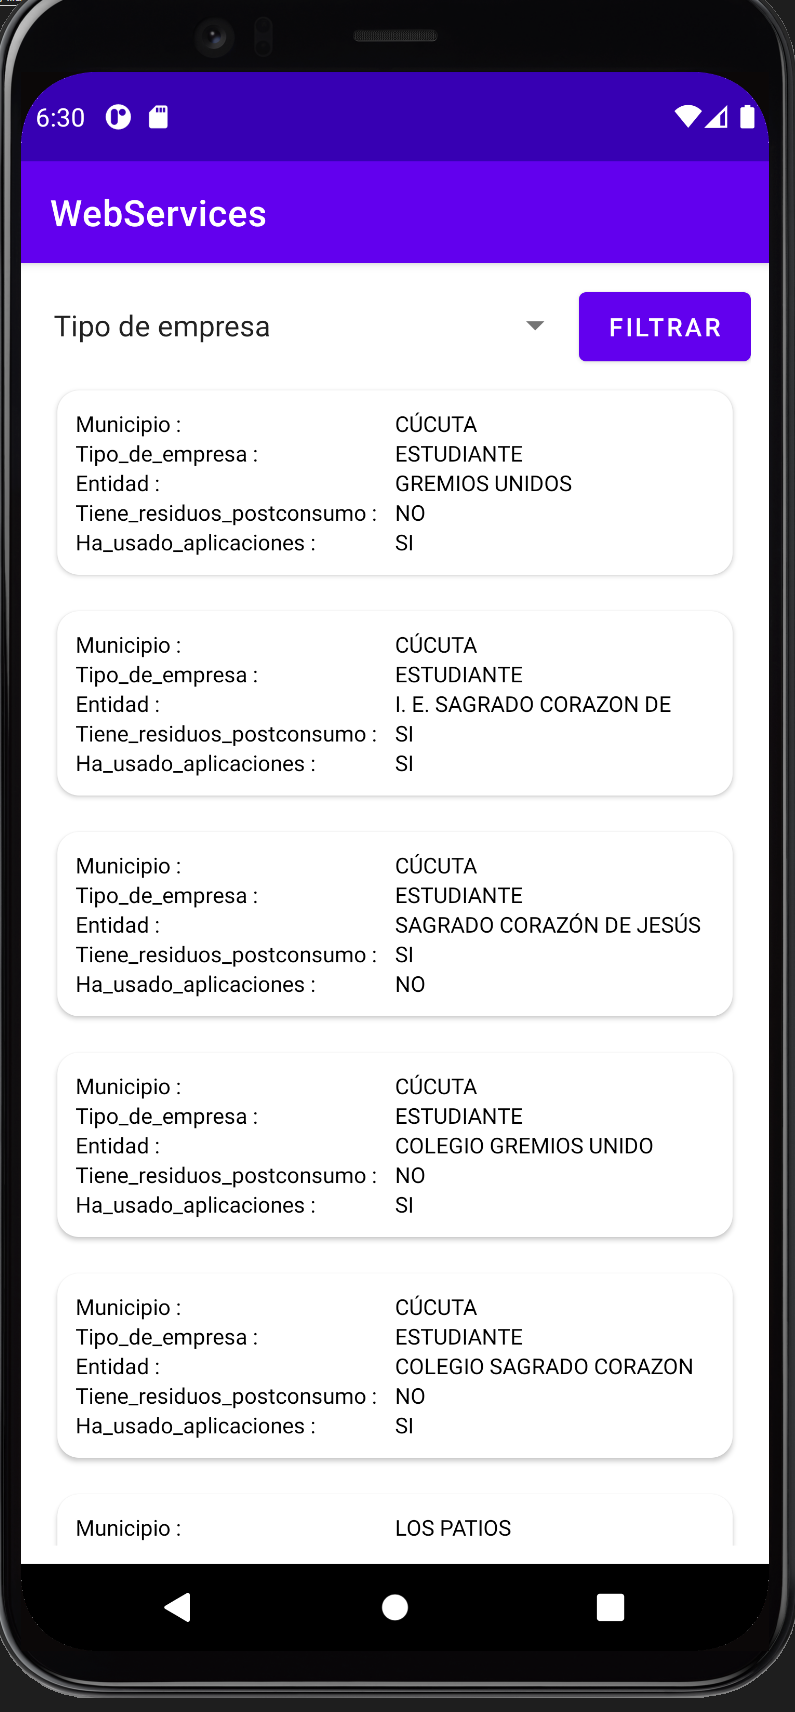 6:30
WebServices
Tipo de empresa
FILTRAR
Municipio : CÚCUTA
Tipo_de_empresa : ESTUDIANTE
Entidad : GREMIOS UNIDOS
Tiene_residuos_postconsumo : NO
Ha_usado_aplicaciones : SI
Municipio : CÚCUTA
Tipo_de_empresa : ESTUDIANTE
Entidad : I. E. SAGRADO CORAZON DE
Tiene_residuos_postconsumo : SI
Ha_usado_aplicaciones : SI
Municipio : CÚCUTA
Tipo_de_empresa : ESTUDIANTE
Entidad : SAGRADO CORAZÓN DE JESÚS
Tiene_residuos_postconsumo : SI
Ha_usado_aplicaciones : NO
Municipio : CÚCUTA
Tipo_de_empresa : ESTUDIANTE
Entidad : COLEGIO GREMIOS UNIDO
Tiene_residuos_postconsumo : NO
Ha_usado_aplicaciones : SI
Municipio : CÚCUTA
Tipo_de_empresa : ESTUDIANTE
Entidad : COLEGIO SAGRADO CORAZON
Tiene_residuos_postconsumo : NO
Ha_usado_aplicaciones : SI
Municipio : LOS PATIOS